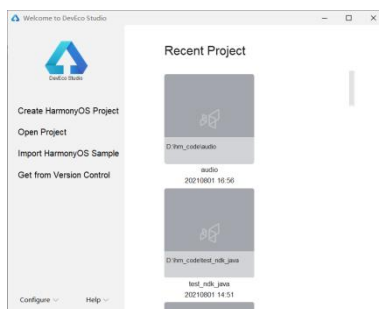 Welcome to DevEco Studio
DevEco Studio
Create HarmonyOS Project
Open Project
Import HarmonyOS Sample
Get from Version Control
Configure
Help
Recent Project
D:\hm_code\audio
audio
20210801 16:56
D:\hm_code\test_ndk_java
test_ndk_java
20210801 14:51